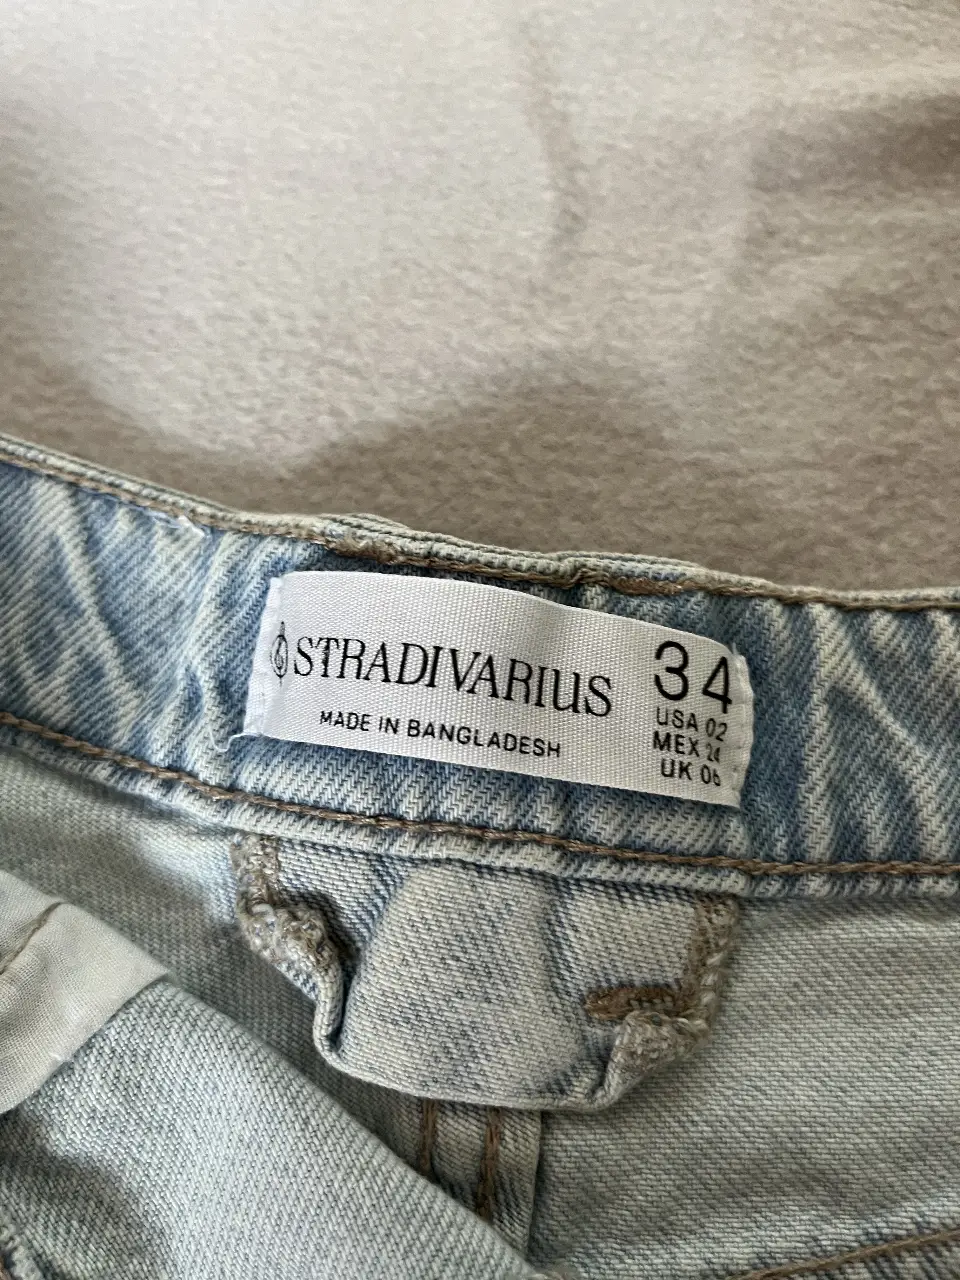 STRADIVARIUS
MADE IN BANGLADESH
34
USA 02
MEX 24
UK 06